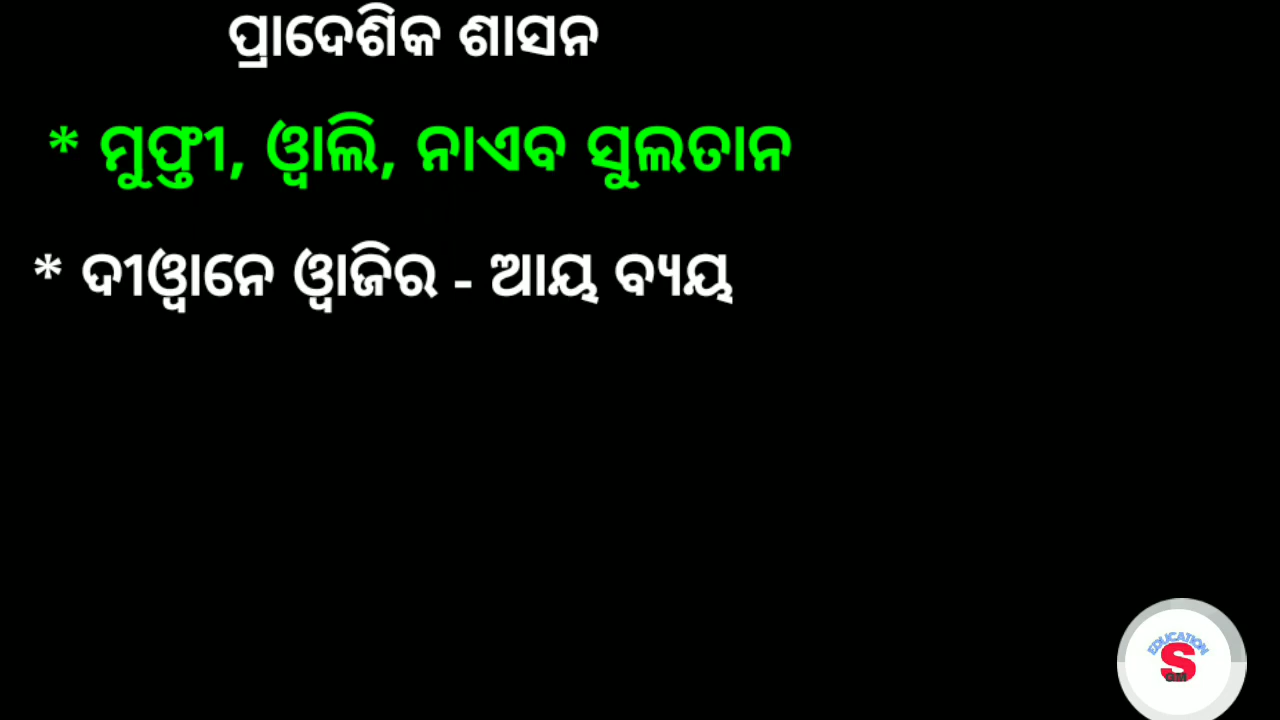 ପ୍ରାଦେଶିକ ଶାସନ
* ମୁଫ୍ତୀ, ୱାଲି, ନାଏବ ସୁଲତାନ
* ଦୀୱାନେ ୱାଜିର - ଆୟ ବ୍ୟୟ
EDUCATION
S